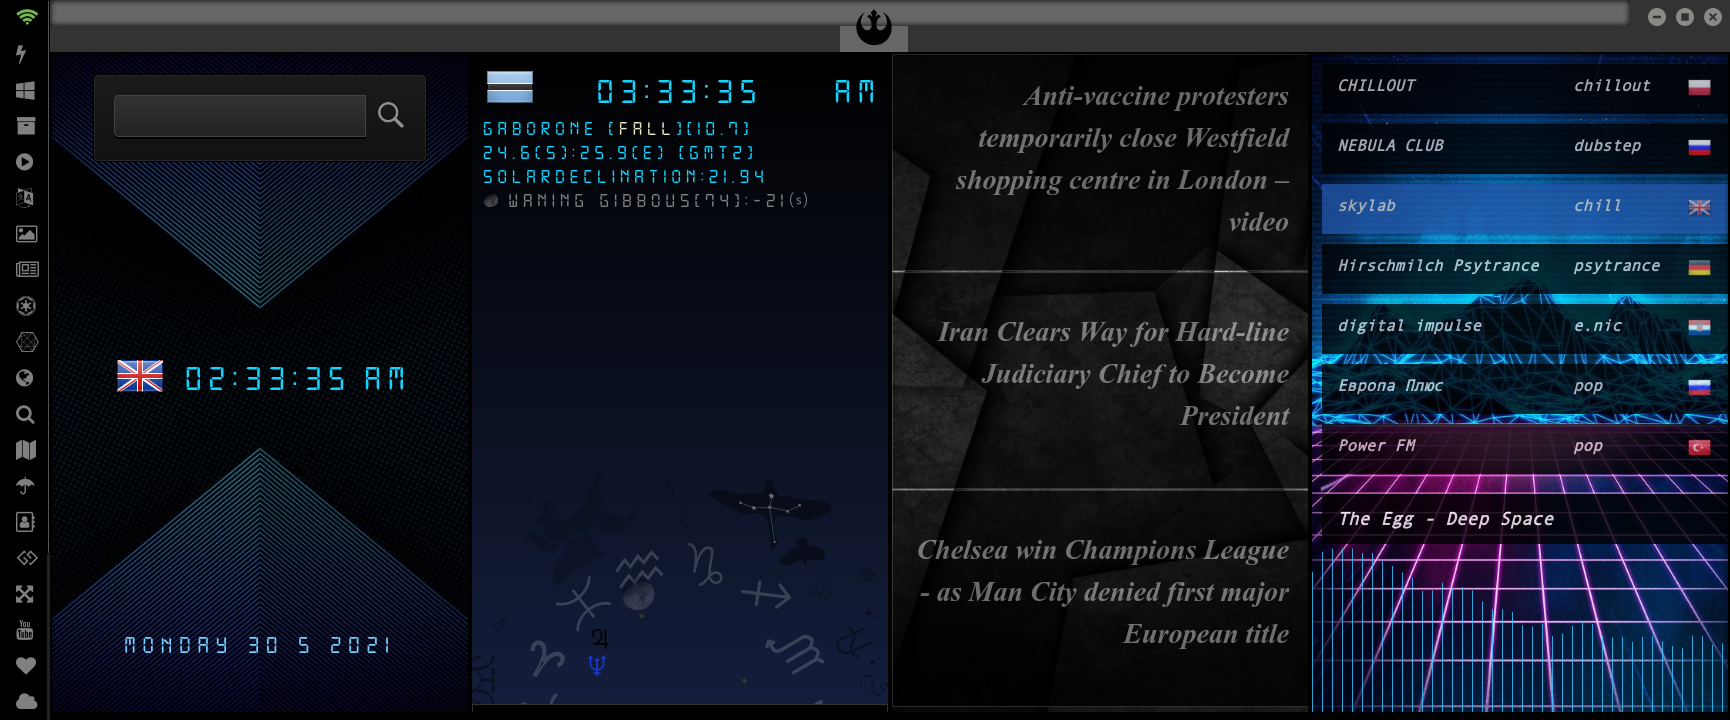 02:33:35 AM
MONDAY 30 5 2021
03:33:35 AM
GABORONE [FALL][10.7]
24.6(S):25.9(E) [GMT2]
SOLARDECLINATION:21.94
WANING GIBBOUS[74]:-21(s)
Anti-vaccine protesters
temporarily close Westfield
shopping centre in London –
video
Iran Clears Way for Hard-line
Judiciary Chief to Become
President
Chelsea win Champions League
- as Man City denied first major
European title
CHILLOUT chillout
NEBULA CLUB dubstep
skylab chill
Hirschmilch Psytrance psytrance
digital impulse e.nic
Европа Плюс pop
Power FM pop
The Egg - Deep Space
You
Tube